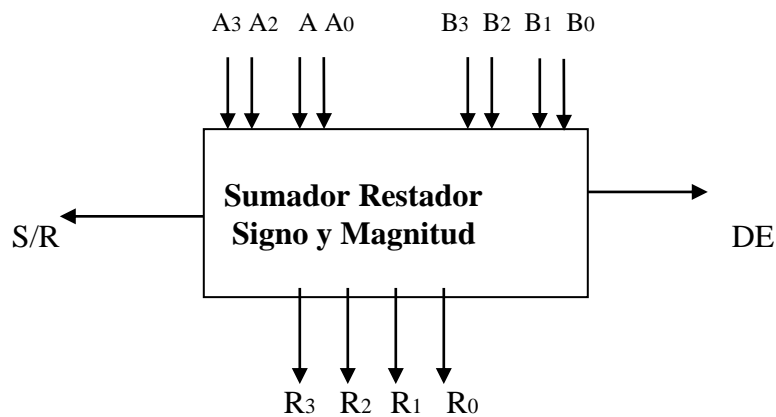 A3 A2 A A0 B3 B2 B1 B0
Sumador Restador
Signo y Magnitud
S/R DE
R3 R2 R1 R0